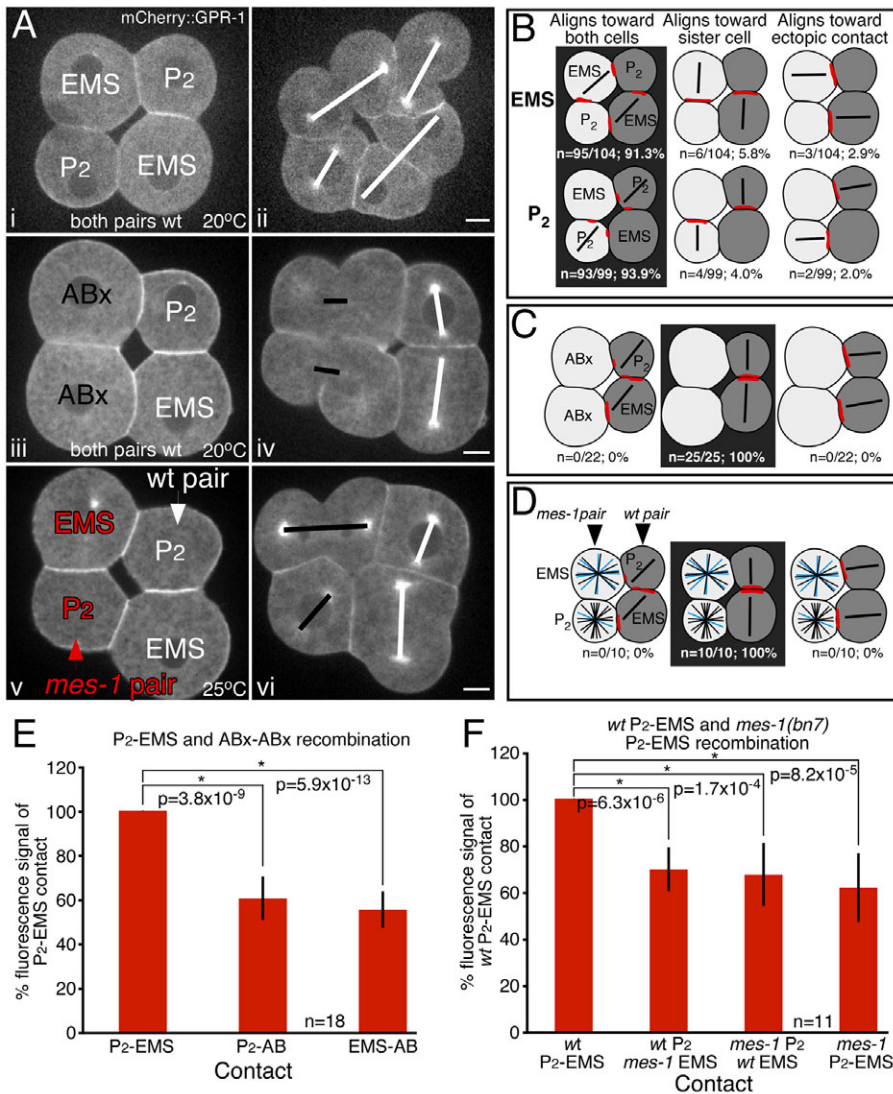 A
mCherry::GPR-1
EMS
P2
P2
EMS
i
both pairs wt
20ºC
ii
ABx
P2
ABx
EMS
iii
both pairs wt
20ºC
iv
wt pair
EMS
P2
P2
EMS
v
mes-1 pair
25ºC
vi
B
Aligns toward both cells
Aligns toward sister cell
Aligns toward ectopic contact
EMS
EMS
P2
P2
EMS
n=95/104; 91.3%
n=6/104; 5.8%
n=3/104; 2.9%
P2
EMS
P2
P2
EMS
n=93/99; 93.9%
n=4/99; 4.0%
n=2/99; 2.0%
C
ABx
P2
ABx
EMS
n=0/22; 0%
n=25/25; 100%
n=0/22; 0%
D
mes-1pair
wt pair
EMS
P2
P2
EMS
n=0/10; 0%
n=10/10; 100%
n=0/10; 0%
E
P2-EMS and ABx-ABx recombination
% fluorescence signal of
P2-EMS contact
120
100
80
60
40
20
0
*
*
p=3.8x10-9
p=5.9x10-13
n=18
P2-EMS
P2-AB
EMS-AB
Contact
F
wt P2-EMS and mes-1(bn7)
P2-EMS recombination
% fluorescence signal of
wt P2-EMS contact
120
100
80
60
40
20
0
*
*
*
p=8.2x10-5
p=6.3x10-6
p=1.7x10-4
n=11
wt
P2-EMS
wt P2
mes-1 EMS
mes-1 P2
wt EMS
mes-1
P2-EMS
Contact